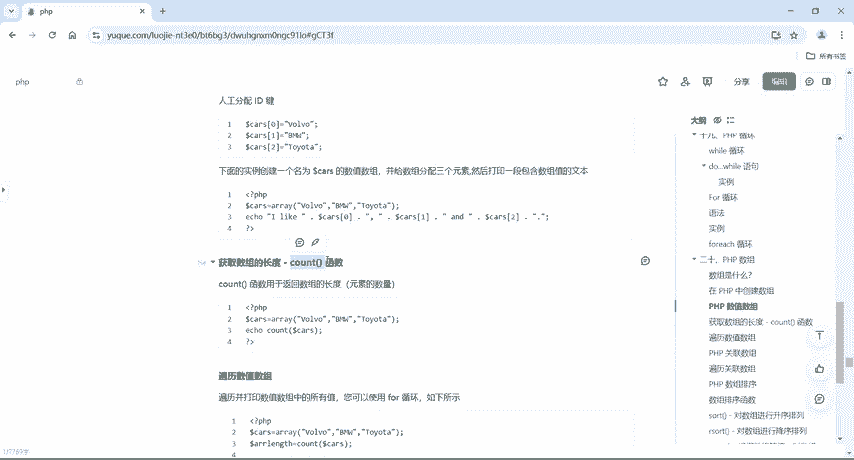 php
yuque.com/luojie-nt3e0/bt6bg3/dwuhgnxm0ngc91lo#gCT3f
所有书签
php
分享
编辑
人工分配 ID 键
1 $cars[0]="Volvo";
2 $cars[1]="BMW";
3 $cars[2]="Toyota";
下面的实例创建一个名为 $cars 的数值数组，并给数组分配三个元素,然后打印一段包含数组值的文本
1 <?php
2 $cars=array("Volvo","BMW","Toyota");
3 echo "I like " . $cars[0] . ", " . $cars[1] . " and " . $cars[2] . ".";
4 ?>
获取数组的长度 - count() 函数
count() 函数用于返回数组的长度（元素的数量）
1 <?php
2 $cars=array("Volvo","BMW","Toyota");
3 echo count($cars);
4 ?>
遍历数值数组
遍历并打印数值数组中的所有值，您可以使用 for 循环，如下所示
1 <?php
2 $cars=array("Volvo","BMW","Toyota");
3 $arrlength=count($cars);
4
大纲
十九、PHP 循环
while 循环
do...while 语句
实例
For 循环
语法
实例
foreach 循环
二十、PHP 数组
数组是什么?
在 PHP 中创建数组
PHP 数值数组
获取数组的长度 - count() 函数
遍历数值数组
PHP 关联数组
遍历关联数组
PHP 数组排序
数组排序函数
sort() - 对数组进行升序排列
rsort() - 对数组进行降序排列